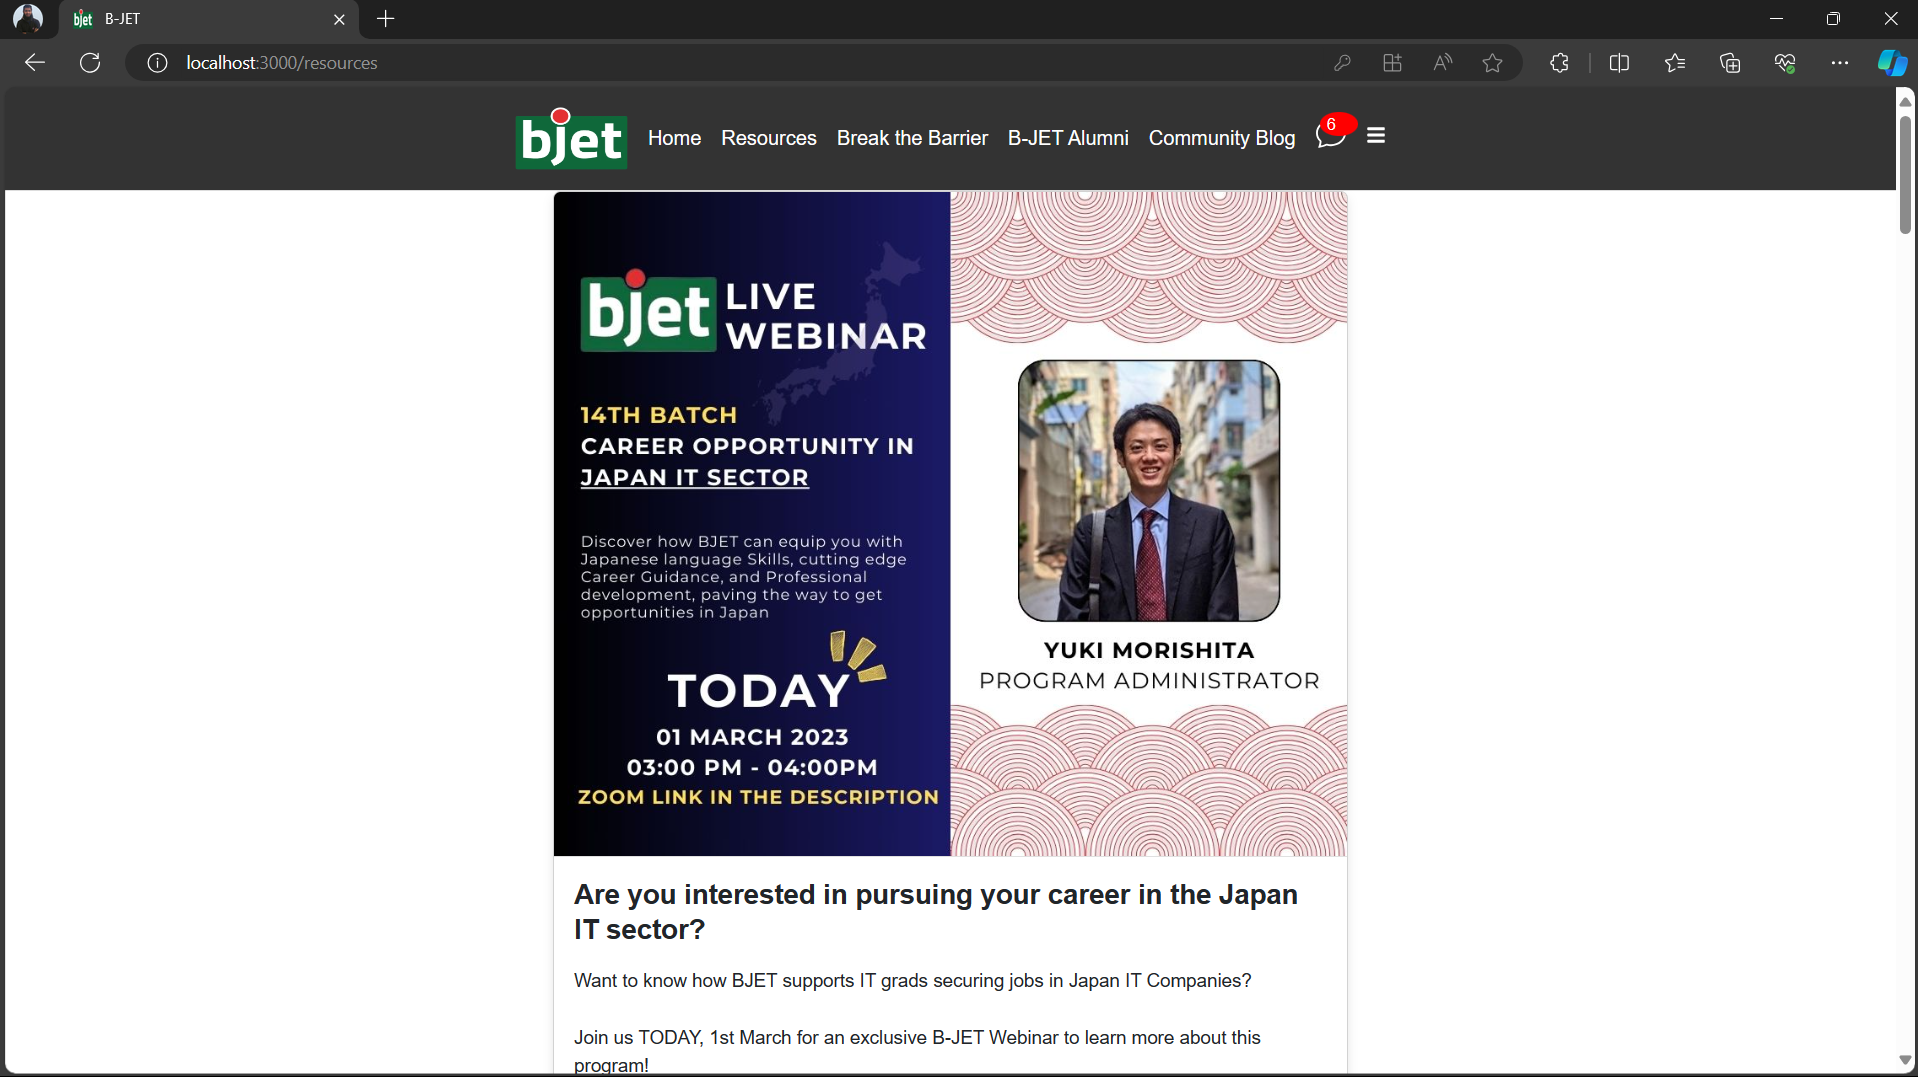 bjet B-JET
localhost:3000/resources
bjet Home Resources Break the Barrier B-JET Alumni Community Blog 6
bjet LIVE
WEBINAR
14TH BATCH
CAREER OPPORTUNITY IN
JAPAN IT SECTOR
Discover how BJET can equip you with
Japanese language Skills, cutting edge
Career Guidance, and Professional
development, paving the way to get
opportunities in Japan
TODAY
01 MARCH 2023
03:00 PM - 04:00PM
ZOOM LINK IN THE DESCRIPTION
YUKI MORISHITA
PROGRAM ADMINISTRATOR
Are you interested in pursuing your career in the Japan
IT sector?
Want to know how BJET supports IT grads securing jobs in Japan IT Companies?
Join us TODAY, 1st March for an exclusive B-JET Webinar to learn more about this
program!